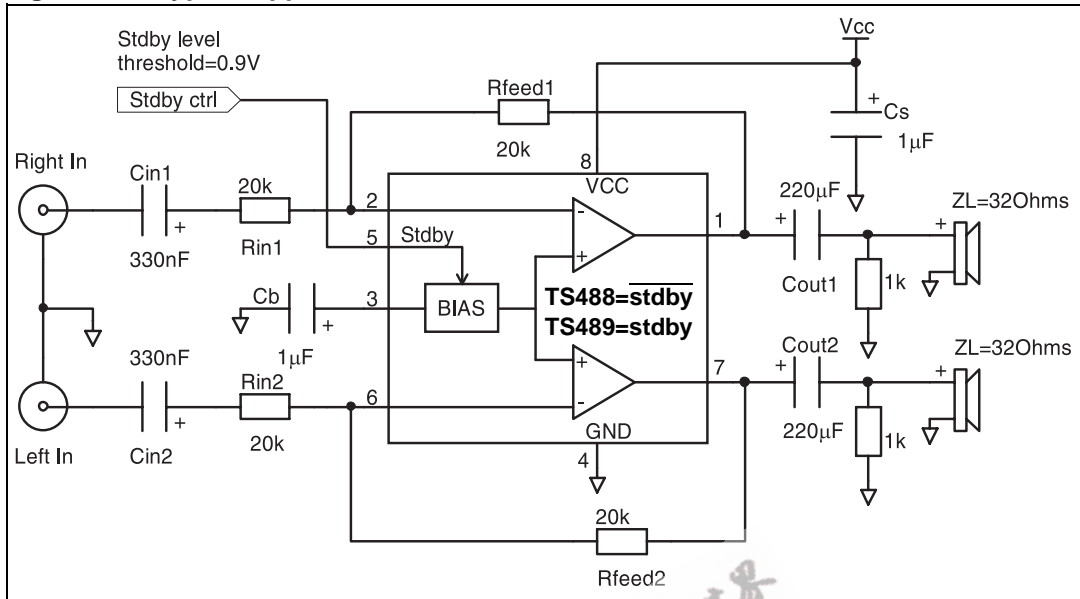 Vcc
Stdby level
threshold=0.9V
Stdby ctrl
Rfeed1
20k
+
Cs
1µF
8
VCC
Right In
Cin1
+
330nF
20k
Rin1
2
5
Stdby
-
+
1
220µF
+
Cout1
1k
ZL=32Ohms
+
Cb
+
1µF
3
BIAS
TS488=stdby
TS489=stdby
330nF
Left In
Cin2
+
Rin2
20k
6
+
-
7
GND
4
Cout2
+
220µF
1k
ZL=32Ohms
+
20k
Rfeed2